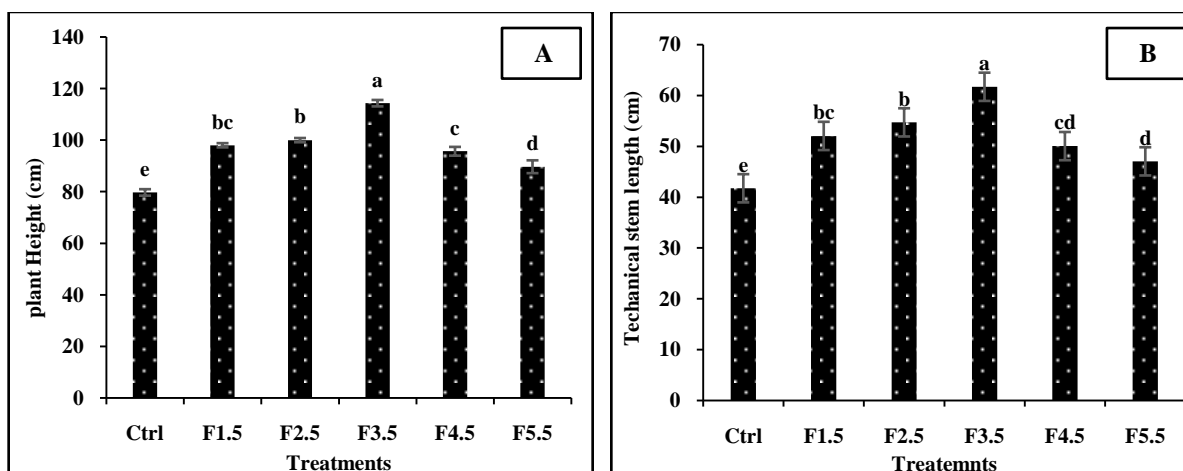 A
plant Height (cm)
140
120
100
80
60
40
20
0
e
bc
b
a
c
d
Ctrl F1.5 F2.5 F3.5 F4.5 F5.5
Treatments
B
Techanical stem length (cm)
70
60
50
40
30
20
10
0
e
bc
b
a
cd
d
Ctrl F1.5 F2.5 F3.5 F4.5 F5.5
Treatemnts